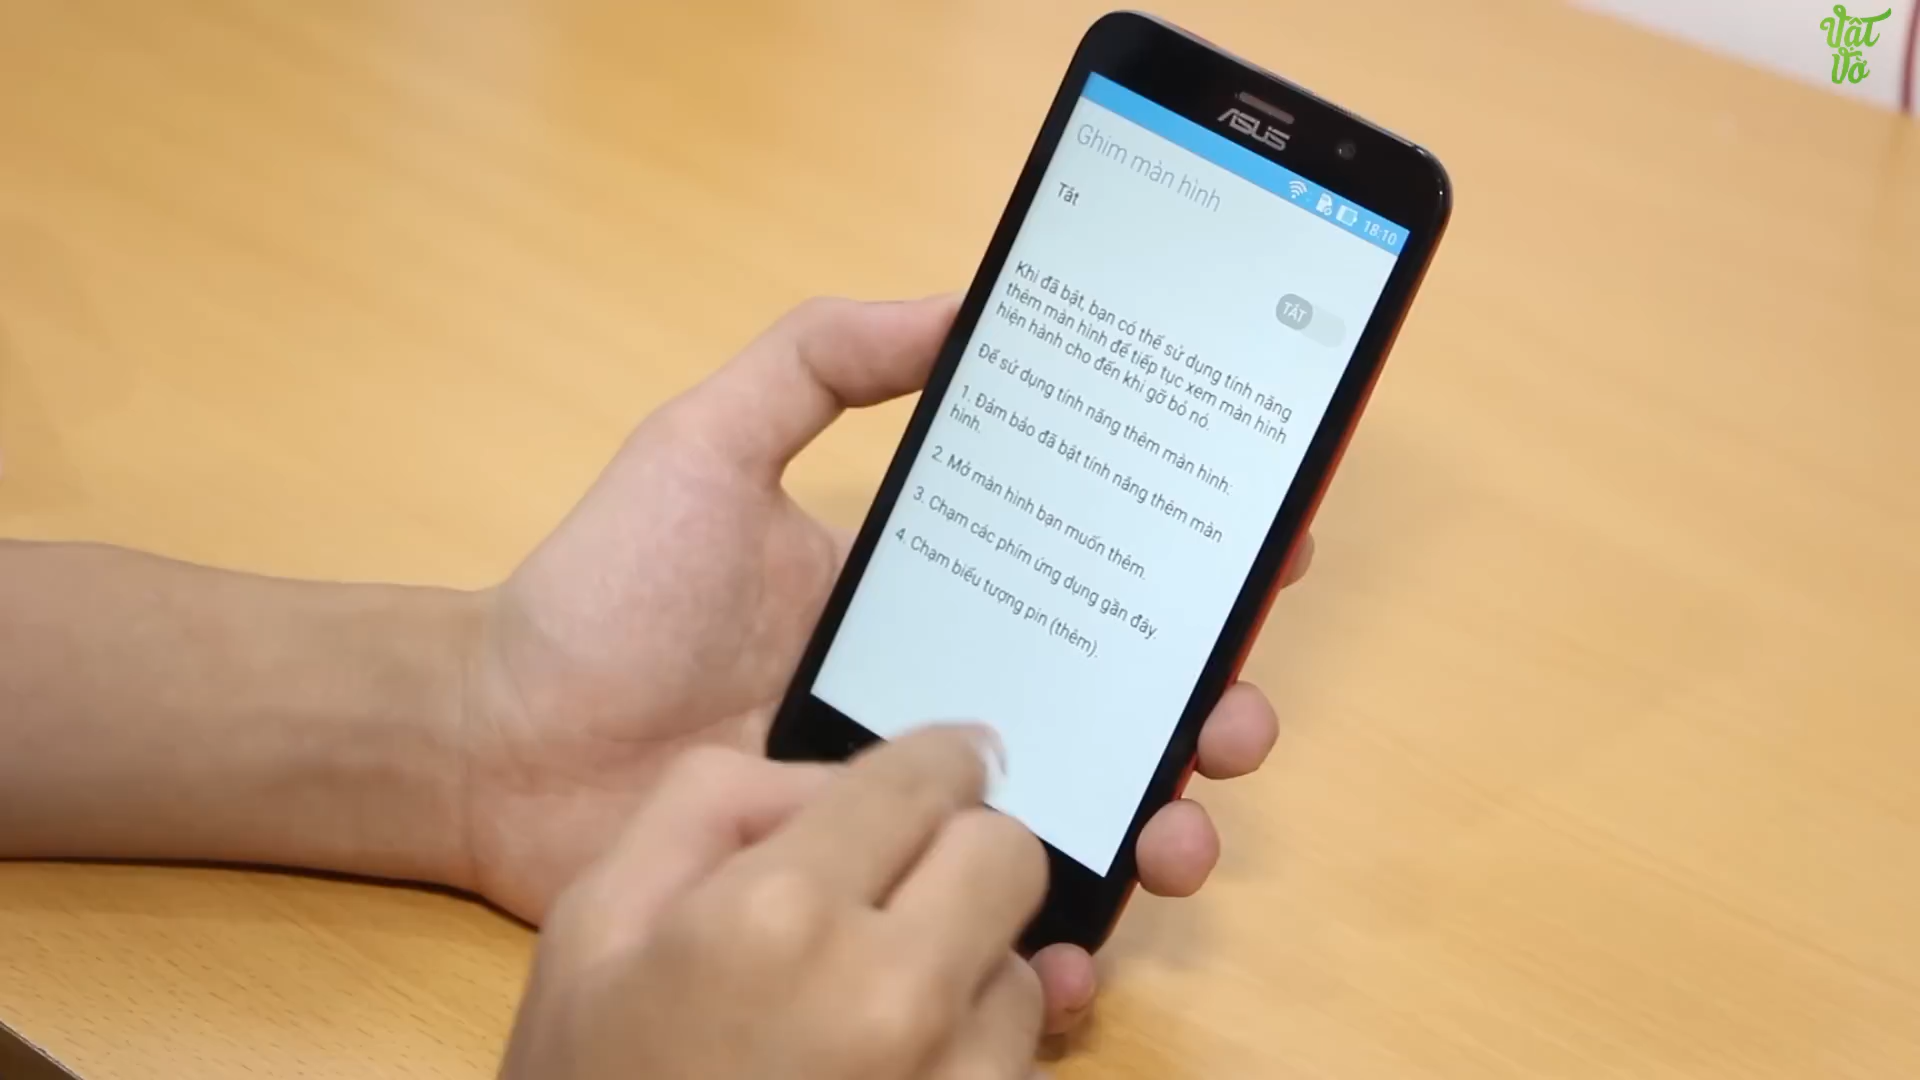 Vật
Vờ
ASUS
18:10
Ghim màn hình
Tắt
TẮT
Khi đã bật, bạn có thể sử dụng tính năng
thêm màn hình để tiếp tục xem màn hình
hiện hành cho đến khi gỡ bỏ nó.
Để sử dụng tính năng thêm màn hình:
1. Đảm bảo đã bật tính năng thêm màn
hình.
2. Mở màn hình bạn muốn thêm.
3. Chạm các phím ứng dụng gần đây.
4. Chạm biểu tượng pin (thêm).